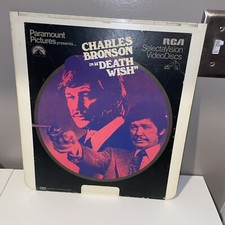 Paramount
Pictures
presents...
CHARLES
BRONSON
IN "DEATH
WISH"
RCA
SelectaVision
VideoDiscs